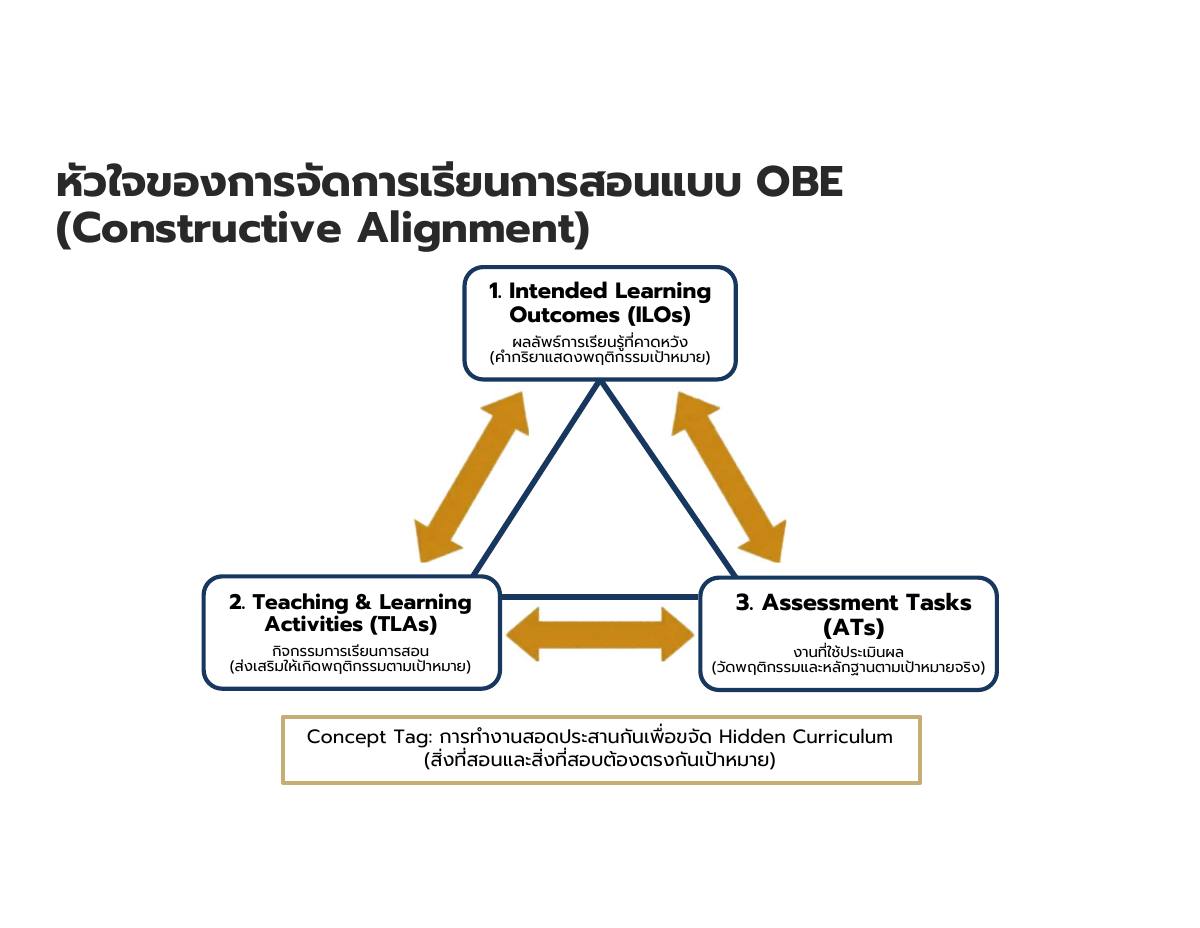 หัวใจของการจัดการเรียนการสอนแบบ OBE
(Constructive Alignment)
1. Intended Learning
Outcomes (ILOs)
ผลลัพธ์การเรียนรู้ที่คาดหวัง
(คำกริยาแสดงพฤติกรรมเป้าหมาย)
2. Teaching & Learning
Activities (TLAs)
กิจกรรมการเรียนการสอน
(ส่งเสริมให้เกิดพฤติกรรมตามเป้าหมาย)
3. Assessment Tasks
(ATs)
งานที่ใช้ประเมินผล
(วัดพฤติกรรมและหลักฐานตามเป้าหมายจริง)
Concept Tag: การทำงานสอดประสานกันเพื่อขจัด Hidden Curriculum
(สิ่งที่สอนและสิ่งที่สอบต้องตรงกันเป้าหมาย)